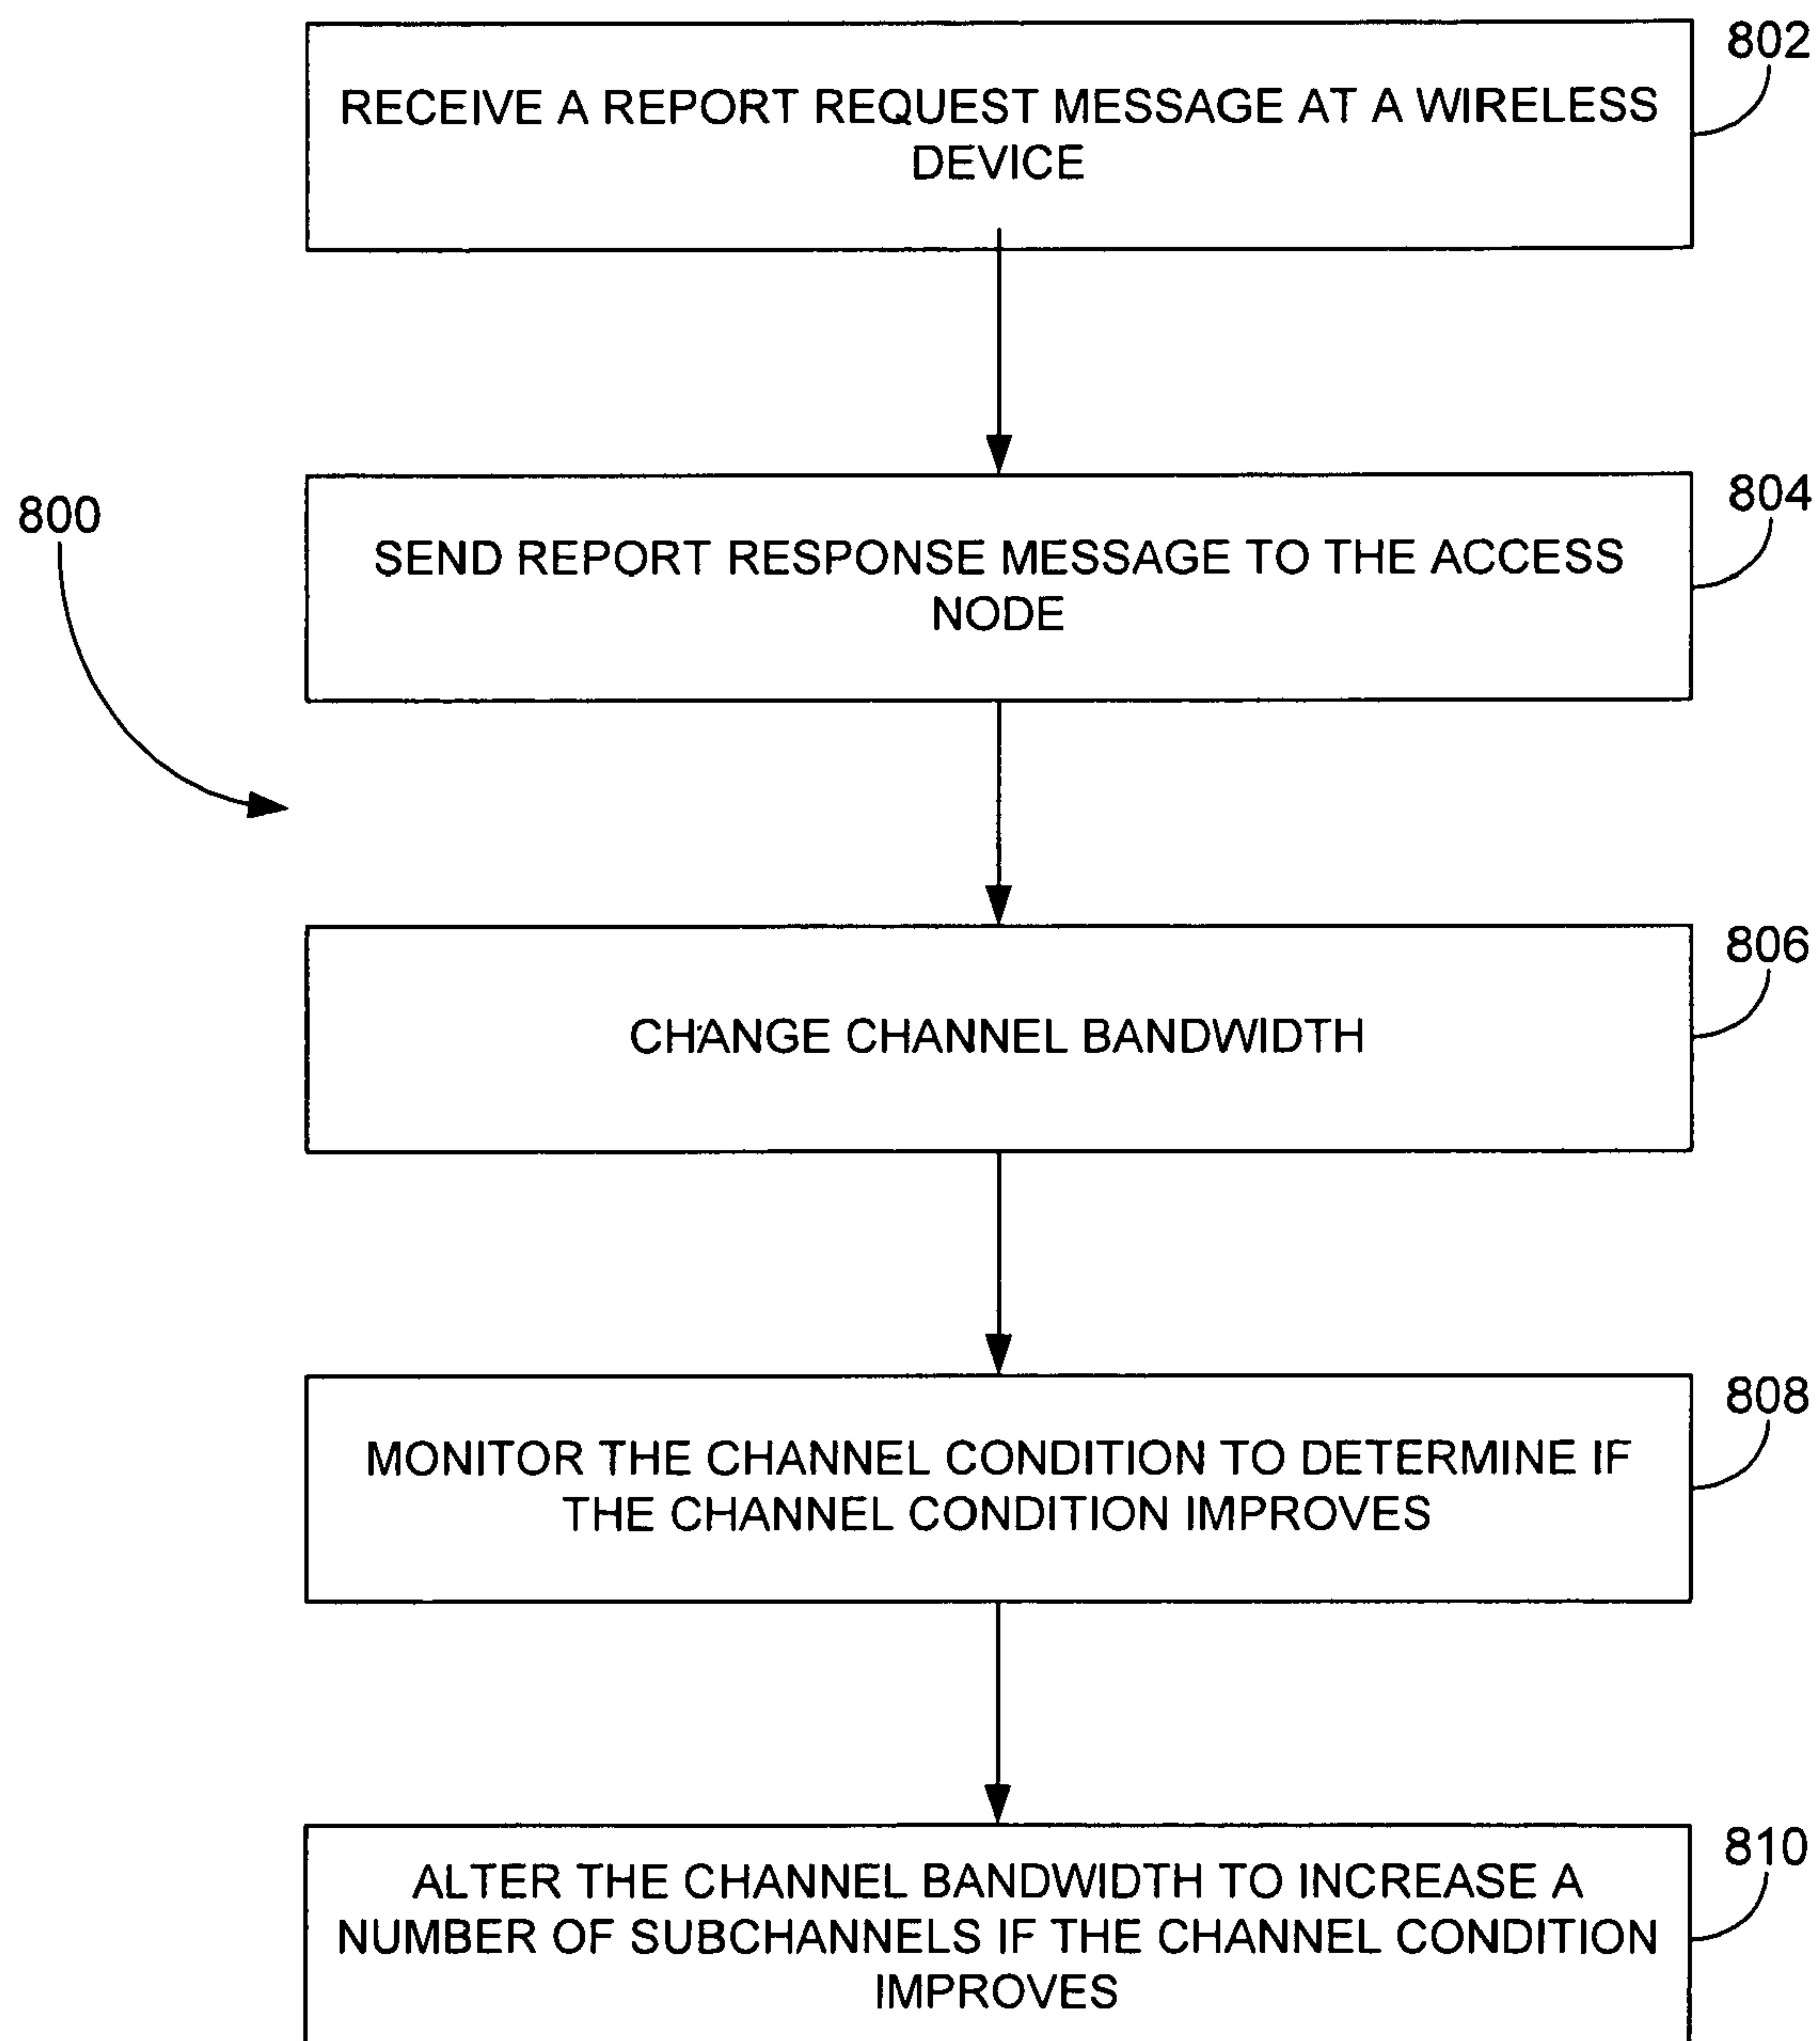 802
RECEIVE A REPORT REQUEST MESSAGE AT A WIRELESS
DEVICE
800
804
SEND REPORT RESPONSE MESSAGE TO THE ACCESS
NODE
806
CHANGE CHANNEL BANDWIDTH
808
MONITOR THE CHANNEL CONDITION TO DETERMINE IF
THE CHANNEL CONDITION IMPROVES
810
ALTER THE CHANNEL BANDWIDTH TO INCREASE A
NUMBER OF SUBCHANNELS IF THE CHANNEL CONDITION
IMPROVES